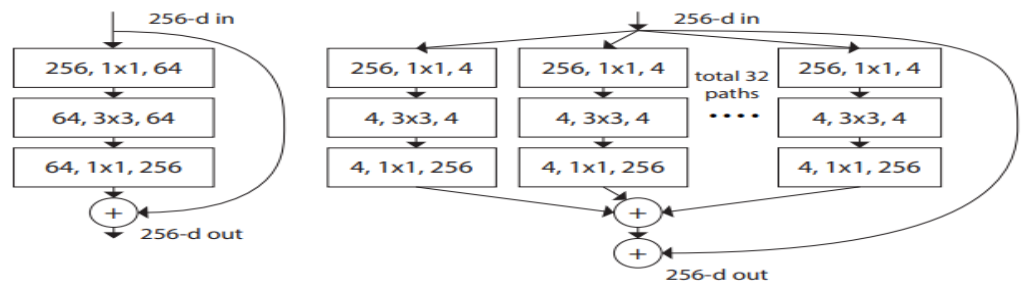 256-d in
256, 1x1, 64
64, 3x3, 64
64, 1x1, 256
+
256-d out
256-d in
256, 1x1, 4
256, 1x1, 4
total 32
paths
256, 1x1, 4
4, 3x3, 4
4, 3x3, 4
....
4, 3x3, 4
4, 1x1, 256
4, 1x1, 256
4, 1x1, 256
+
+
256-d out